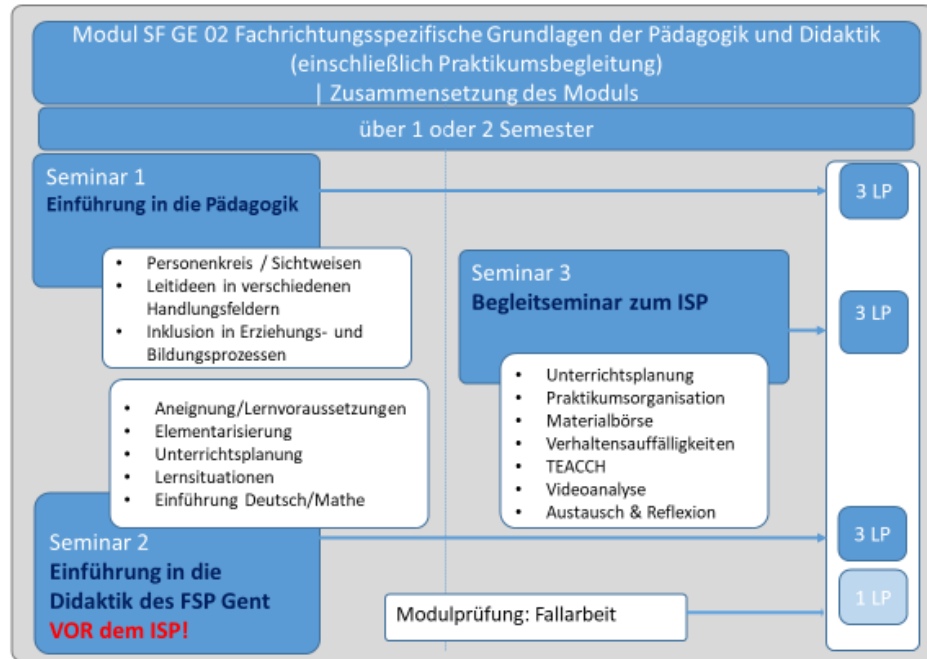 Modul SF GE 02 Fachrichtungsspezifische Grundlagen der Pädagogik und Didaktik
(einschließlich Praktikumsbegleitung)
| Zusammensetzung des Moduls
über 1 oder 2 Semester
Seminar 1
Einführung in die Pädagogik
• Personenkreis / Sichtweisen
• Leitideen in verschiedenen
Handlungsfeldern
• Inklusion in Erziehungs- und
Bildungsprozessen
3 LP
Seminar 3
Begleitseminar zum ISP
• Unterrichtsplanung
• Praktikumsorganisation
• Materialbörse
• Verhaltensauffälligkeiten
• TEACCH
• Videoanalyse
• Austausch & Reflexion
3 LP
• Aneignung/Lernvoraussetzungen
• Elementarisierung
• Unterrichtsplanung
• Lernsituationen
• Einführung Deutsch/Mathe
Seminar 2
Einführung in die
Didaktik des FSP Gent
VOR dem ISP!
3 LP
Modulprüfung: Fallarbeit
1 LP